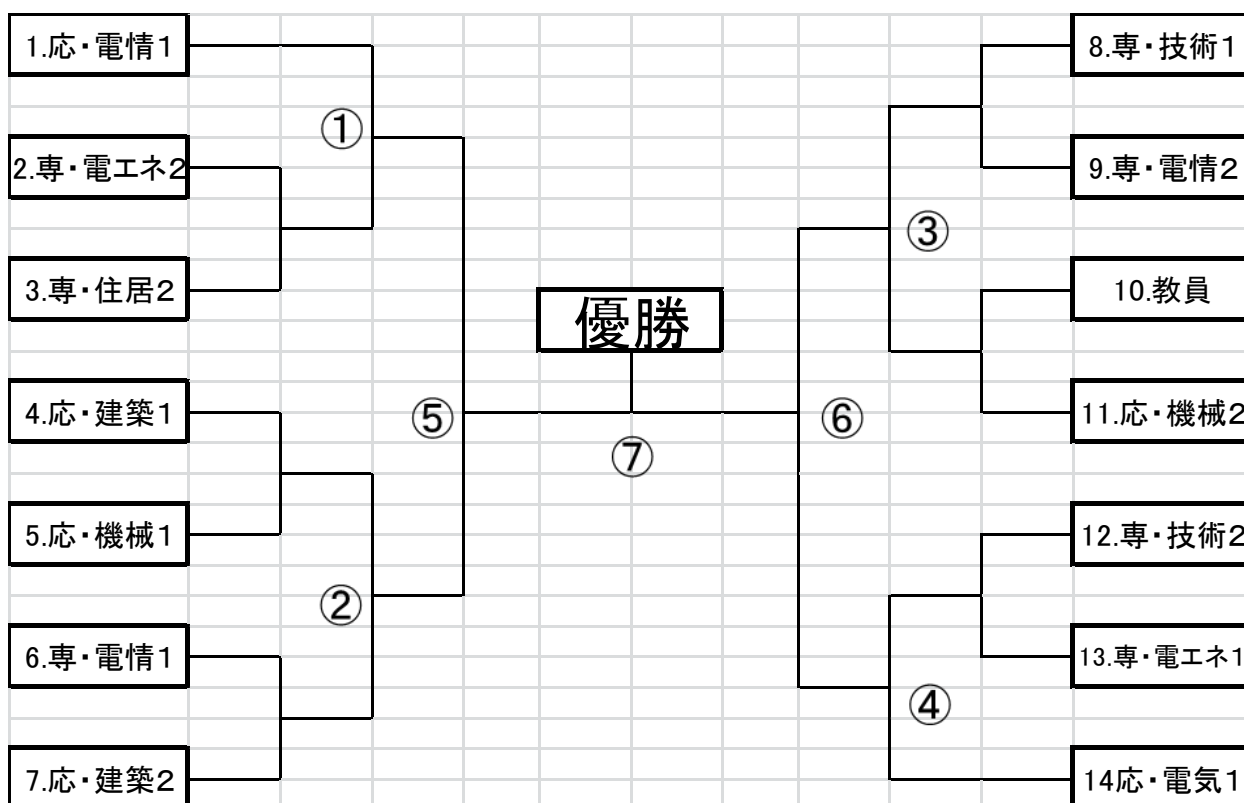 1.応・電情1
①
2.専・電エネ2
3.専・住居2
4.応・建築1
⑤
5.応・機械1
②
6.専・電情1
7.応・建築2
優勝
⑦
8.専・技術1
9.専・電情2
③
10.教員
⑥
11.応・機械2
12.専・技術2
13.専・電エネ1
④
14応・電気1